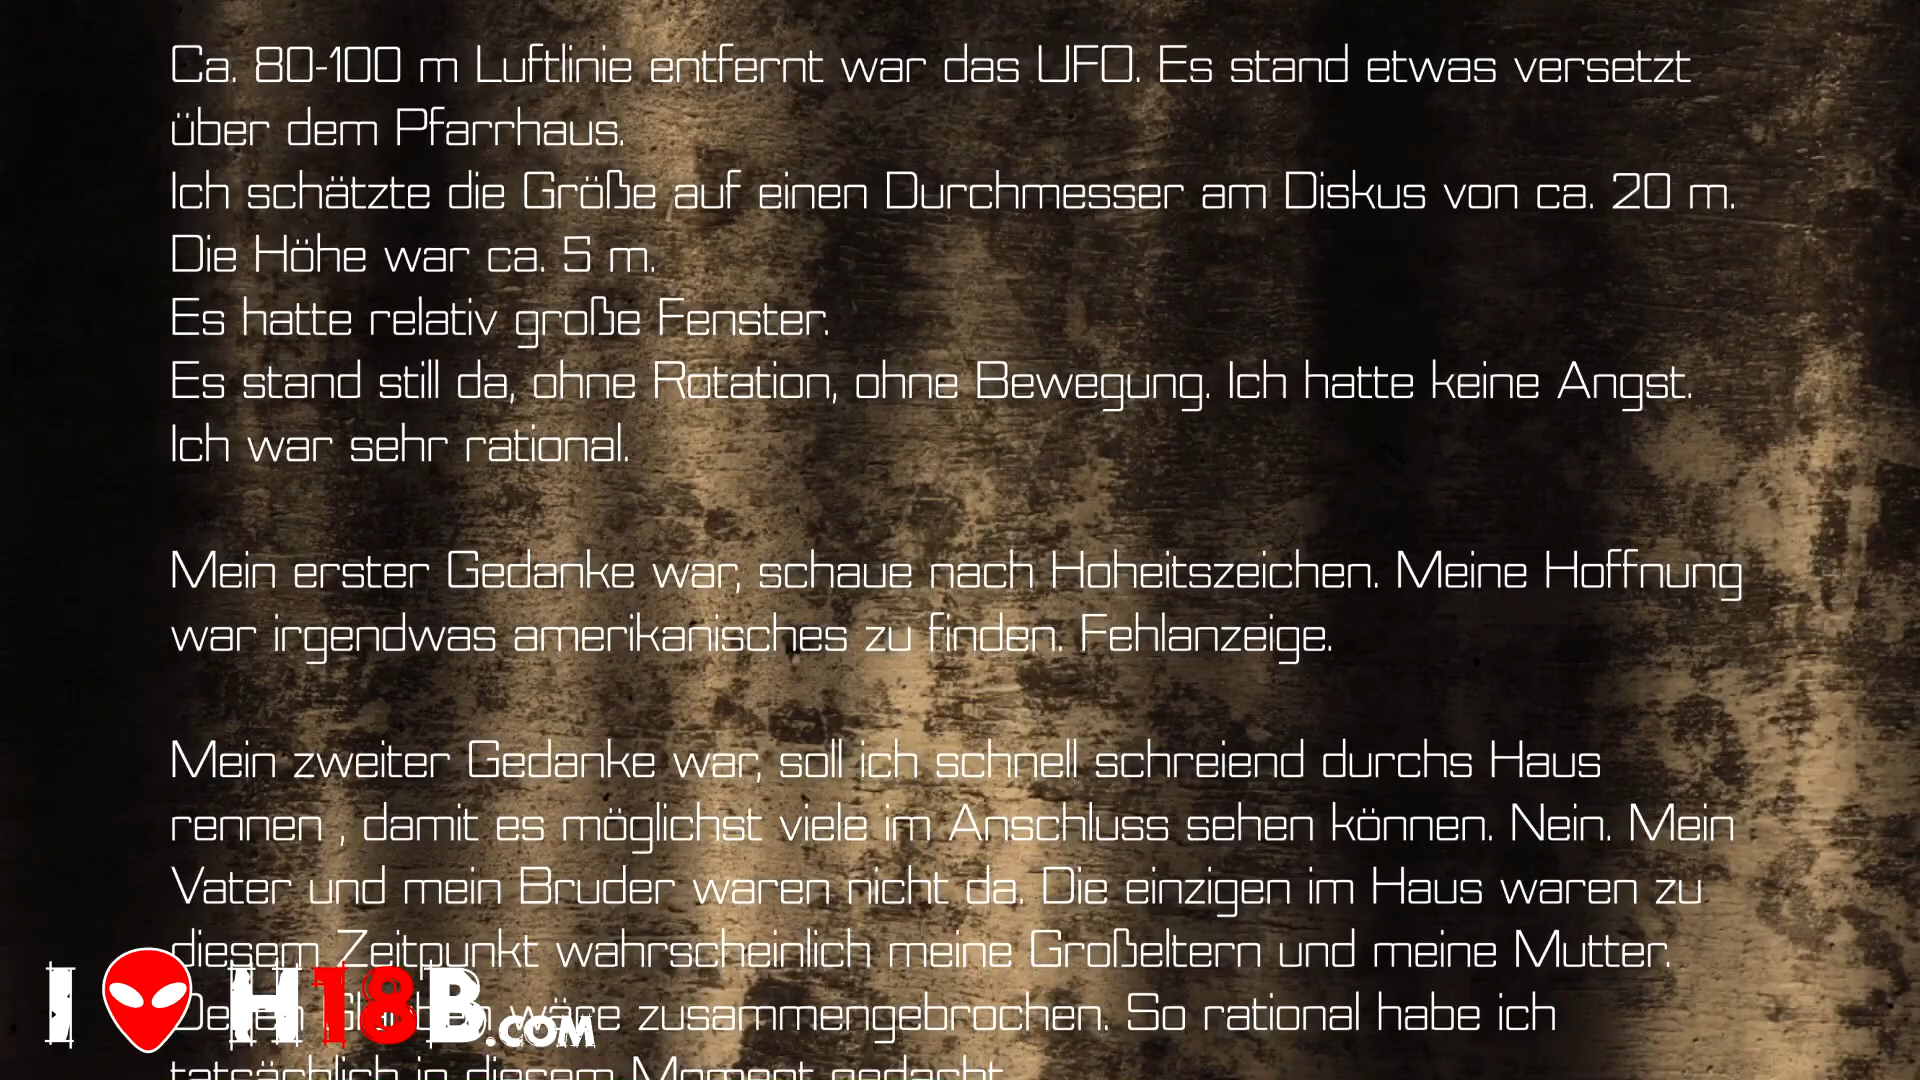 Ca. 80-100 m Luftlinie entfernt war das UFO. Es stand etwas versetzt
über dem Pfarrhaus.
Ich schätzte die Größe auf einen Durchmesser am Diskus von ca. 20 m.
Die Höhe war ca. 5 m.
Es hatte relativ große Fenster.
Es stand still da, ohne Rotation, ohne Bewegung. Ich hatte keine Angst.
Ich war sehr rational.
Mein erster Gedanke war, schaue nach Hoheitszeichen. Meine Hoffnung
war irgendwas amerikanisches zu finden. Fehlanzeige.
Mein zweiter Gedanke war, soll ich schnell schreiend durchs Haus
rennen , damit es möglichst viele im Anschluss sehen können. Nein. Mein
Vater und mein Bruder waren nicht da. Die einzigen im Haus waren zu
diesem Zeitpunkt wahrscheinlich meine Großeltern und meine Mutter.
wäre zusammengebrochen. So rational habe ich
tatsächlich in diesem Moment gedacht
I H18B.COM